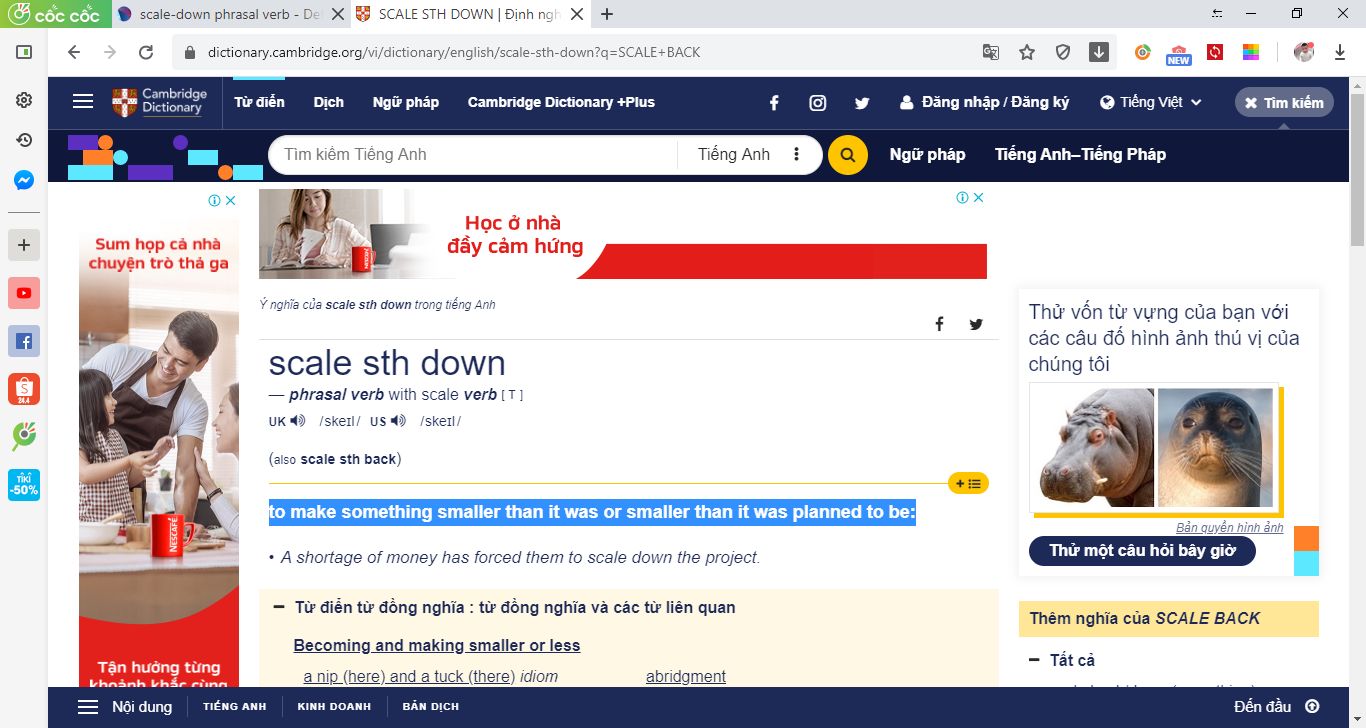 cốc cốc
scale-down phrasal verb - De
SCALE STH DOWN | Định ngh
dictionary.cambridge.org/vi/dictionary/english/scale-sth-down?q=SCALE+BACK
NEW
Cambridge Dictionary
Từ điển
Dịch
Ngữ pháp
Cambridge Dictionary +Plus
Đăng nhập / Đăng ký
Tiếng Việt
Tìm kiếm
Tìm kiếm Tiếng Anh
Tiếng Anh
Ngữ pháp
Tiếng Anh–Tiếng Pháp
S
24.4
TIKI
-50%
Sum họp cả nhà
chuyện trò thả ga
NESCAFÉ
Tận hưởng từng
khoảnh khắc cùng
Học ở nhà
đầy cảm hứng
Ý nghĩa của scale sth down trong tiếng Anh
scale sth down
— phrasal verb with scale verb [ T ]
UK /skeɪl/ US /skeɪl/
(also scale sth back)
to make something smaller than it was or smaller than it was planned to be:
• A shortage of money has forced them to scale down the project.
Từ điển từ đồng nghĩa : từ đồng nghĩa và các từ liên quan
Becoming and making smaller or less
a nip (here) and a tuck (there) idiom
abridgment
Thử vốn từ vựng của bạn với
các câu đố hình ảnh thú vị của
chúng tôi
Bản quyền hình ảnh
Thử một câu hỏi bây giờ
Thêm nghĩa của SCALE BACK
Tất cả
Nội dung
TIẾNG ANH
KINH DOANH
BẢN DỊCH
Đến đầu